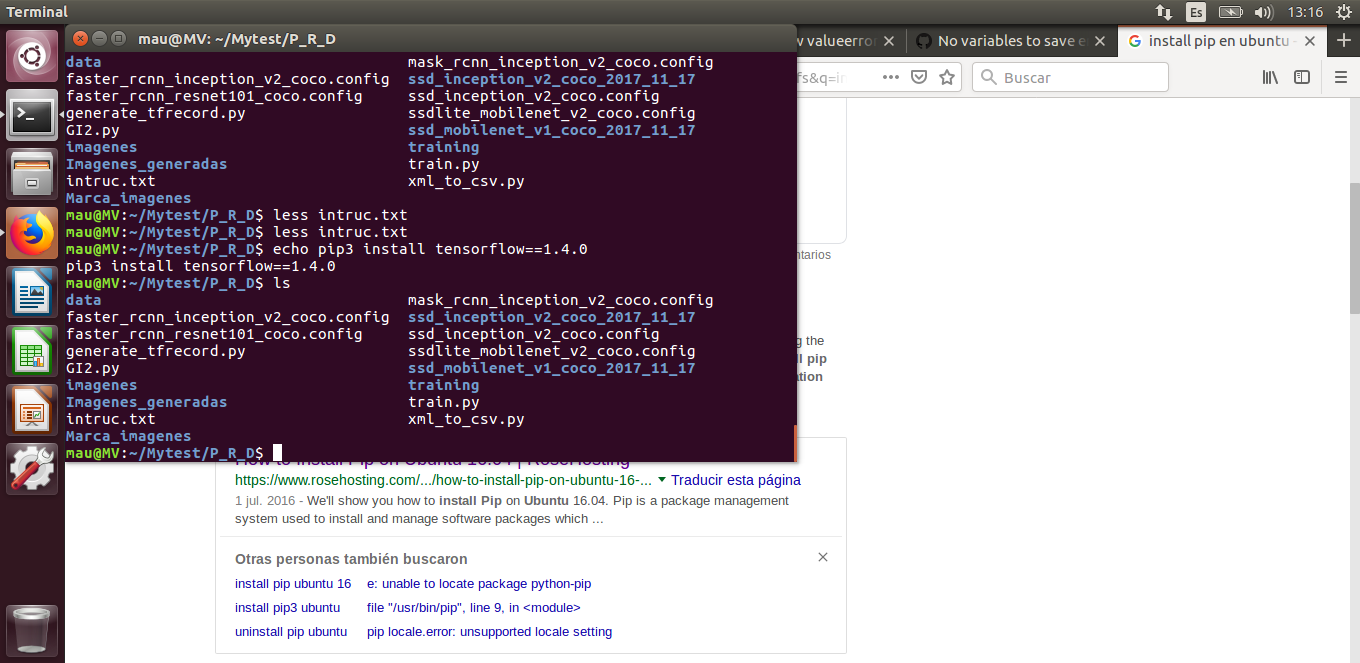 Terminal
Es
13:16
mau@MV: ~/Mytest/P_R_D
w valueerror
No variables to save e
install pip en ubuntu -
fs&q=in
Buscar
data mask_rcnn_inception_v2_coco.config
faster_rcnn_inception_v2_coco.config ssd_inception_v2_coco_2017_11_17
faster_rcnn_resnet101_coco.config ssd_inception_v2_coco.config
generate_tfrecord.py ssdlite_mobilenet_v2_coco.config
GI2.py ssd_mobilenet_v1_coco_2017_11_17
imagenes training
Imagenes_generadas train.py
intruc.txt xml_to_csv.py
Marca_imagenes
mau@MV:~/Mytest/P_R_D$ less intruc.txt
mau@MV:~/Mytest/P_R_D$ less intruc.txt
mau@MV:~/Mytest/P_R_D$ echo pip3 install tensorflow==1.4.0
pip3 install tensorflow==1.4.0
mau@MV:~/Mytest/P_R_D$ ls
data mask_rcnn_inception_v2_coco.config
faster_rcnn_inception_v2_coco.config ssd_inception_v2_coco_2017_11_17
faster_rcnn_resnet101_coco.config ssd_inception_v2_coco.config
generate_tfrecord.py ssdlite_mobilenet_v2_coco.config
GI2.py ssd_mobilenet_v1_coco_2017_11_17
imagenes training
Imagenes_generadas train.py
intruc.txt xml_to_csv.py
Marca_imagenes
mau@MV:~/Mytest/P_R_D$
ntarios
g the
l pip
ation
How to install Pip on Ubuntu 16.04 | RoseHosting
https://www.rosehosting.com/.../how-to-install-pip-on-ubuntu-16-... Traducir esta página
1 jul. 2016 - We'll show you how to install Pip on Ubuntu 16.04. Pip is a package management
system used to install and manage software packages which ...
Otras personas también buscaron
install pip ubuntu 16 e: unable to locate package python-pip
install pip3 ubuntu file "/usr/bin/pip", line 9, in <module>
uninstall pip ubuntu pip locale.error: unsupported locale setting